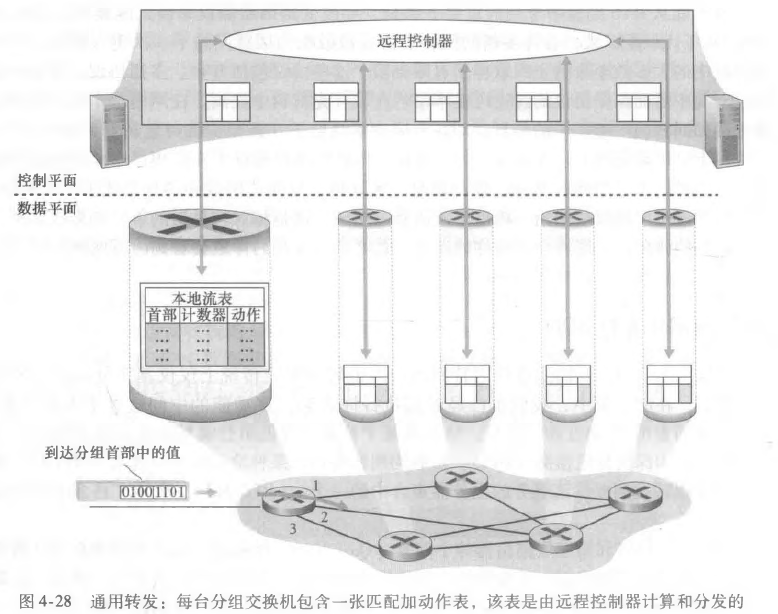 远程控制器
控制平面
数据平面
本地流表
首部 计数器 动作
到达分组首部中的值
01001101
1
2
3
图 4-28 通用转发：每台分组交换机包含一张匹配加动作表，该表是由远程控制器计算和分发的